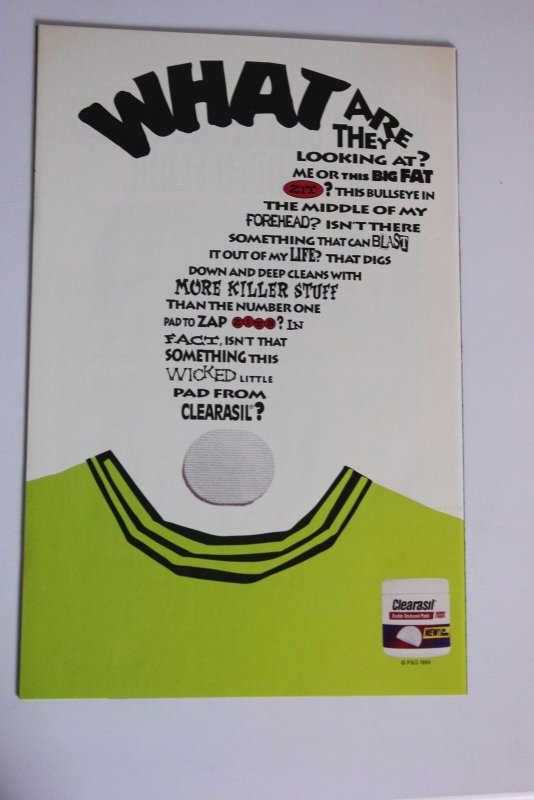 WHAT ARE
THEY
LOOKING AT?
ME OR THIS BIG FAT
ZIT? THIS BULLSEYE IN
THE MIDDLE OF MY
FOREHEAD? ISN'T THERE
SOMETHING THAT CAN BLAST
IT OUT OF MY LIFE? THAT DIGS
DOWN AND DEEP CLEANS WITH
MORE KILLER STUFF
THAN THE NUMBER ONE
PAD TO ZAP ZITS? IN
FACT, ISN'T THAT
SOMETHING THIS
WICKED LITTLE
PAD FROM
CLEARASIL®?
Clearasil
Double Textured Pads
NEW!
© P&G 1994